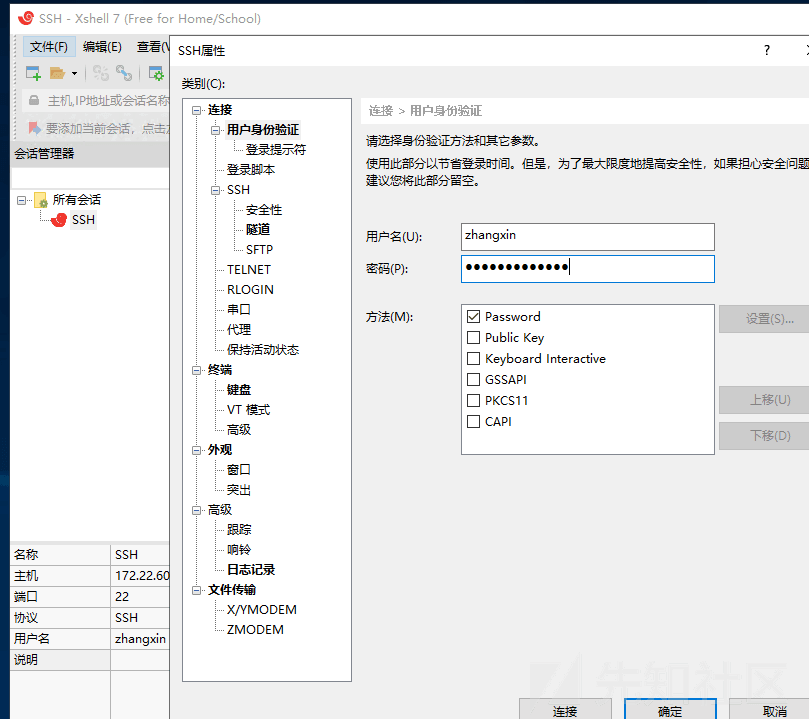 SSH - Xshell 7 (Free for Home/School)
文件(F) 编辑(E) 查看(V
主机,IP地址或会话名称
要添加当前会话，点击左
会话管理器
所有会话
SSH
名称 SSH
主机 172.22.60
端口 22
协议 SSH
用户名 zhangxin
说明
SSH属性
?
类别(C):
连接
用户身份验证
登录提示符
登录脚本
SSH
安全性
隧道
SFTP
TELNET
RLOGIN
串口
代理
保持活动状态
终端
键盘
VT 模式
高级
外观
窗口
突出
高级
跟踪
响铃
日志记录
文件传输
X/YMODEM
ZMODEM
连接 > 用户身份验证
请选择身份验证方法和其它参数。
使用此部分以节省登录时间。但是，为了最大限度地提高安全性，如果担心安全问题
建议您将此部分留空。
用户名(U): zhangxin
密码(P): ●●●●●●●●●●●●●
方法(M):
Password
Public Key
Keyboard Interactive
GSSAPI
PKCS11
CAPI
设置(S)...
上移(U)
下移(D)
先知社区
连接 确定 取消